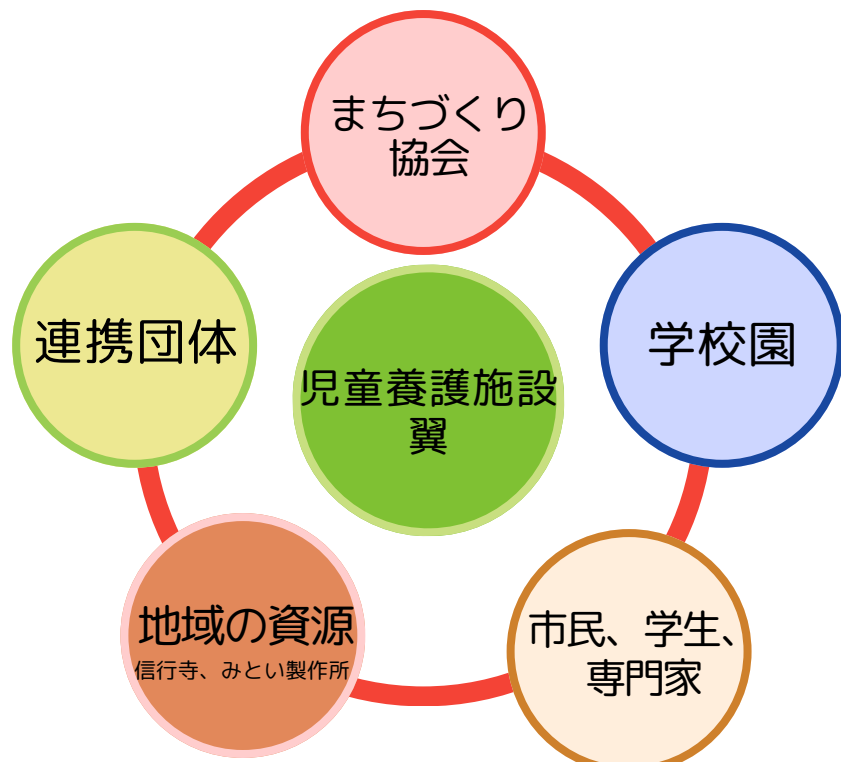 まちづくり
協会
連携団体
学校園
児童養護施設
翼
地域の資源
信行寺、みとい製作所
市民、学生、
専門家